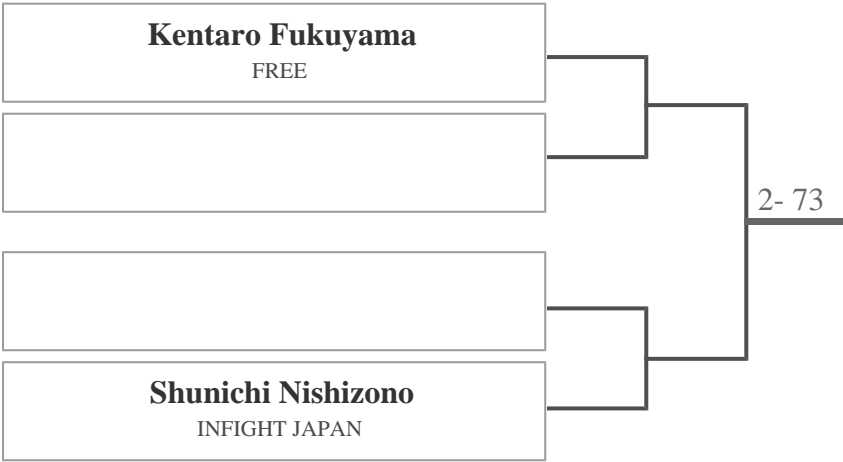 Kentaro Fukuyama
FREE
2- 73
Shunichi Nishizono
INFIGHT JAPAN